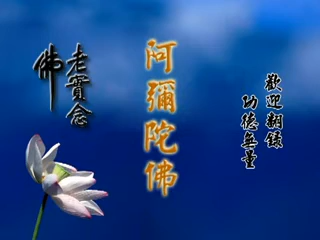 歡迎翻錄
功德無量
阿彌陀佛
老實念
佛